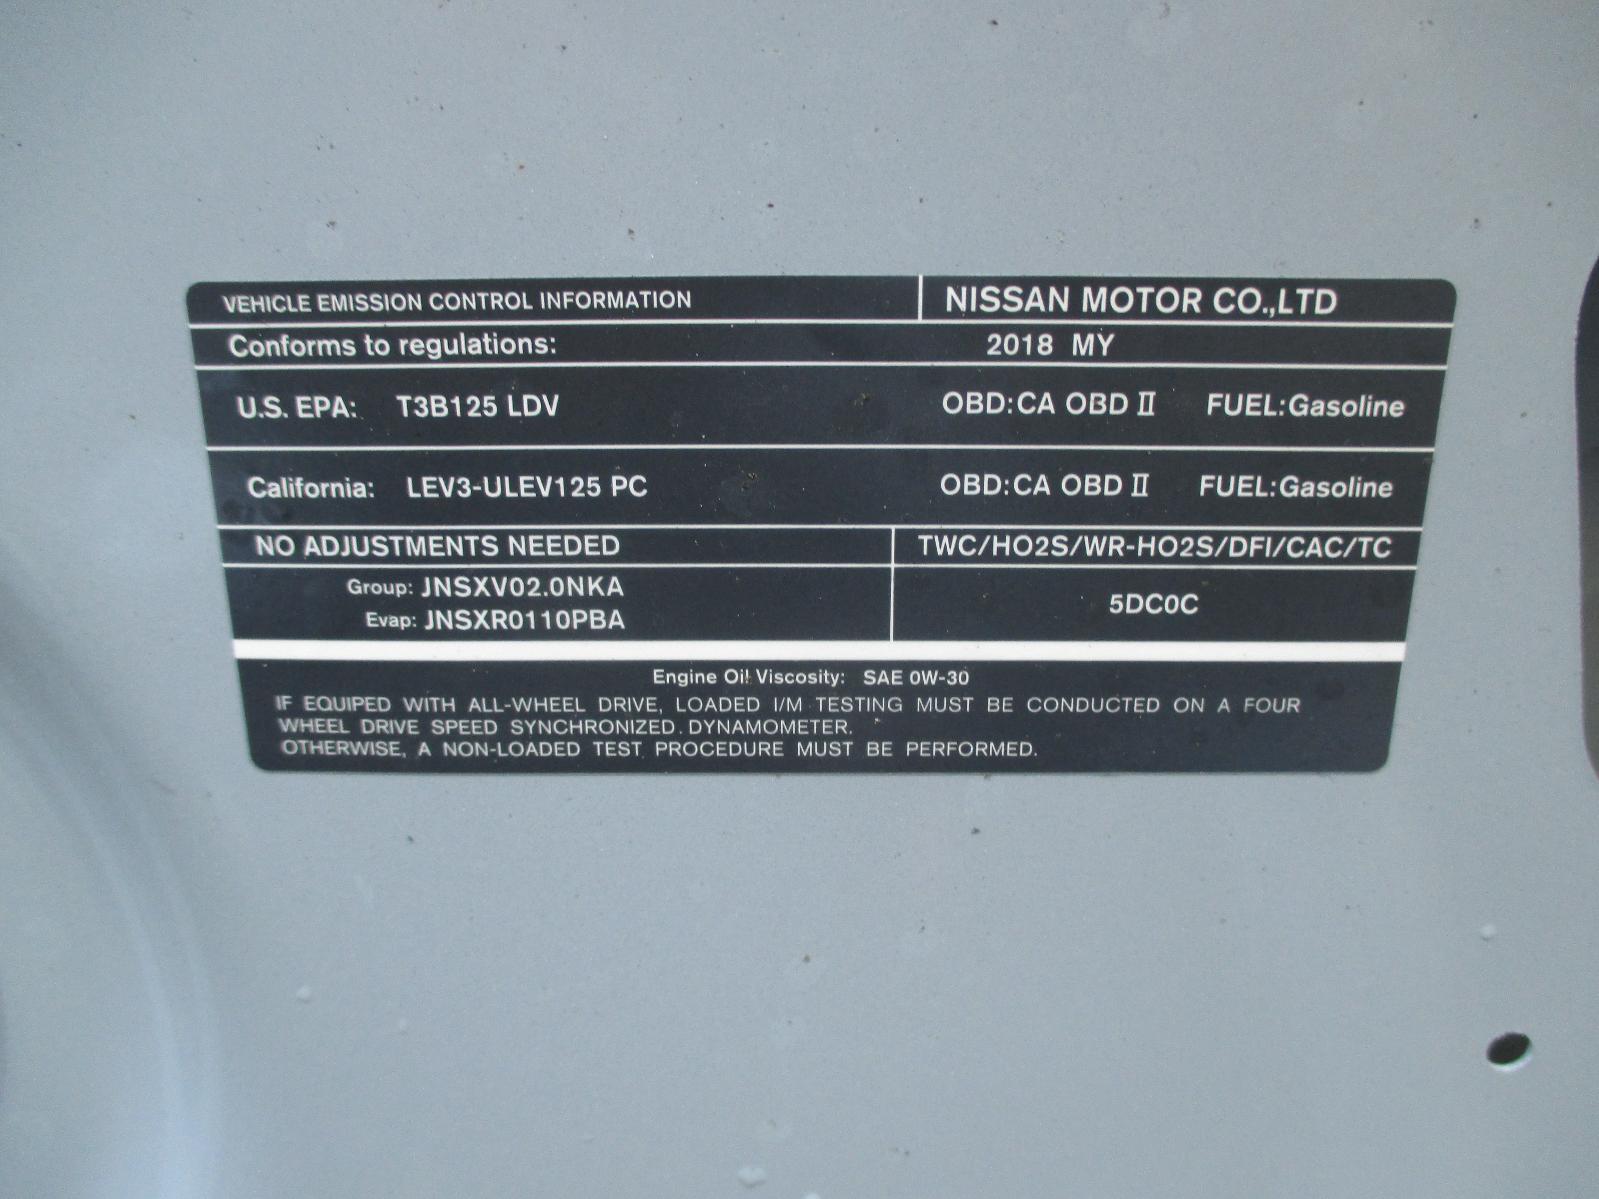 VEHICLE EMISSION CONTROL INFORMATION NISSAN MOTOR CO.,LTD
Conforms to regulations: 2018 MY
U.S. EPA: T3B125 LDV OBD:CA OBD II FUEL:Gasoline
California: LEV3-ULEV125 PC OBD:CA OBD II FUEL:Gasoline
NO ADJUSTMENTS NEEDED TWC/HO2S/WR-HO2S/DFI/CAC/TC
Group: JNSXV02.0NKA
Evap: JNSXR0110PBA
5DC0C
Engine Oil Viscosity: SAE 0W-30
IF EQUIPED WITH ALL-WHEEL DRIVE, LOADED I/M TESTING MUST BE CONDUCTED ON A FOUR
WHEEL DRIVE SPEED SYNCHRONIZED DYNAMOMETER.
OTHERWISE, A NON-LOADED TEST PROCEDURE MUST BE PERFORMED.